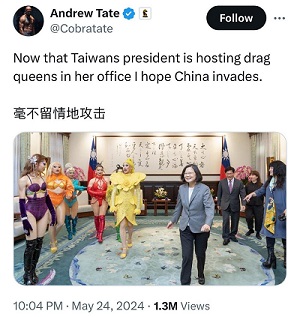 Andrew Tate
£
Follow
@Cobratate
Now that Taiwans president is hosting drag
queens in her office I hope China invades.
毫不留情地攻击
10:04 PM · May 24, 2024 · 1.3M Views